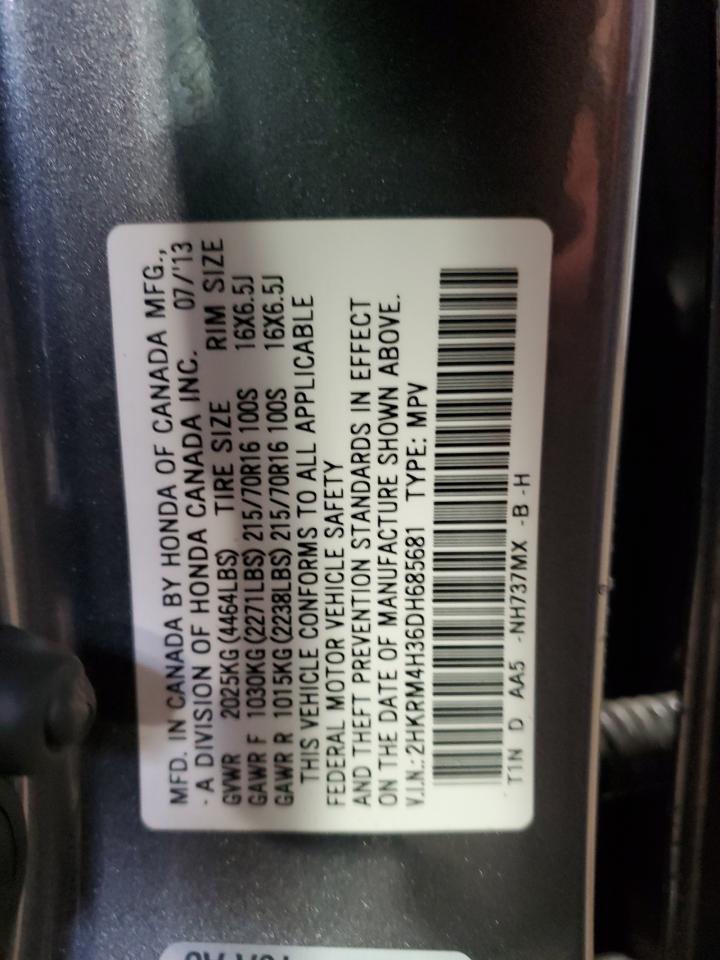 MFD. IN CANADA BY HONDA OF CANADA MFG.,
- A DIVISION OF HONDA CANADA INC. 07/'13
GVWR 2025KG (4464LBS) TIRE SIZE RIM SIZE
GAWR F 1030KG (2271LBS) 215/70R16 100S 16X6.5J
GAWR R 1015KG (2238LBS) 215/70R16 100S 16X6.5J
THIS VEHICLE CONFORMS TO ALL APPLICABLE
FEDERAL MOTOR VEHICLE SAFETY
AND THEFT PREVENTION STANDARDS IN EFFECT
ON THE DATE OF MANUFACTURE SHOWN ABOVE.
V.I.N.: 2HKRM4H36DH685681 TYPE: MPV
T1N D AA5 -NH737MX -B -H